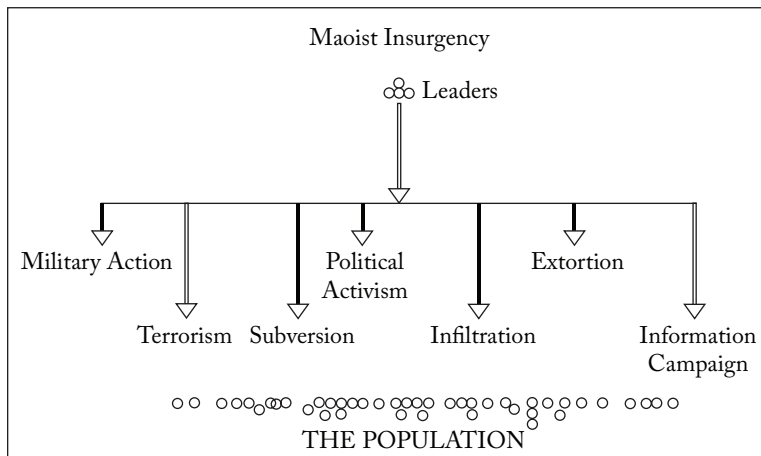 Maoist Insurgency
Leaders
Military Action
Political
Activism
Extortion
Terrorism
Subversion
Infiltration
Information
Campaign
THE POPULATION